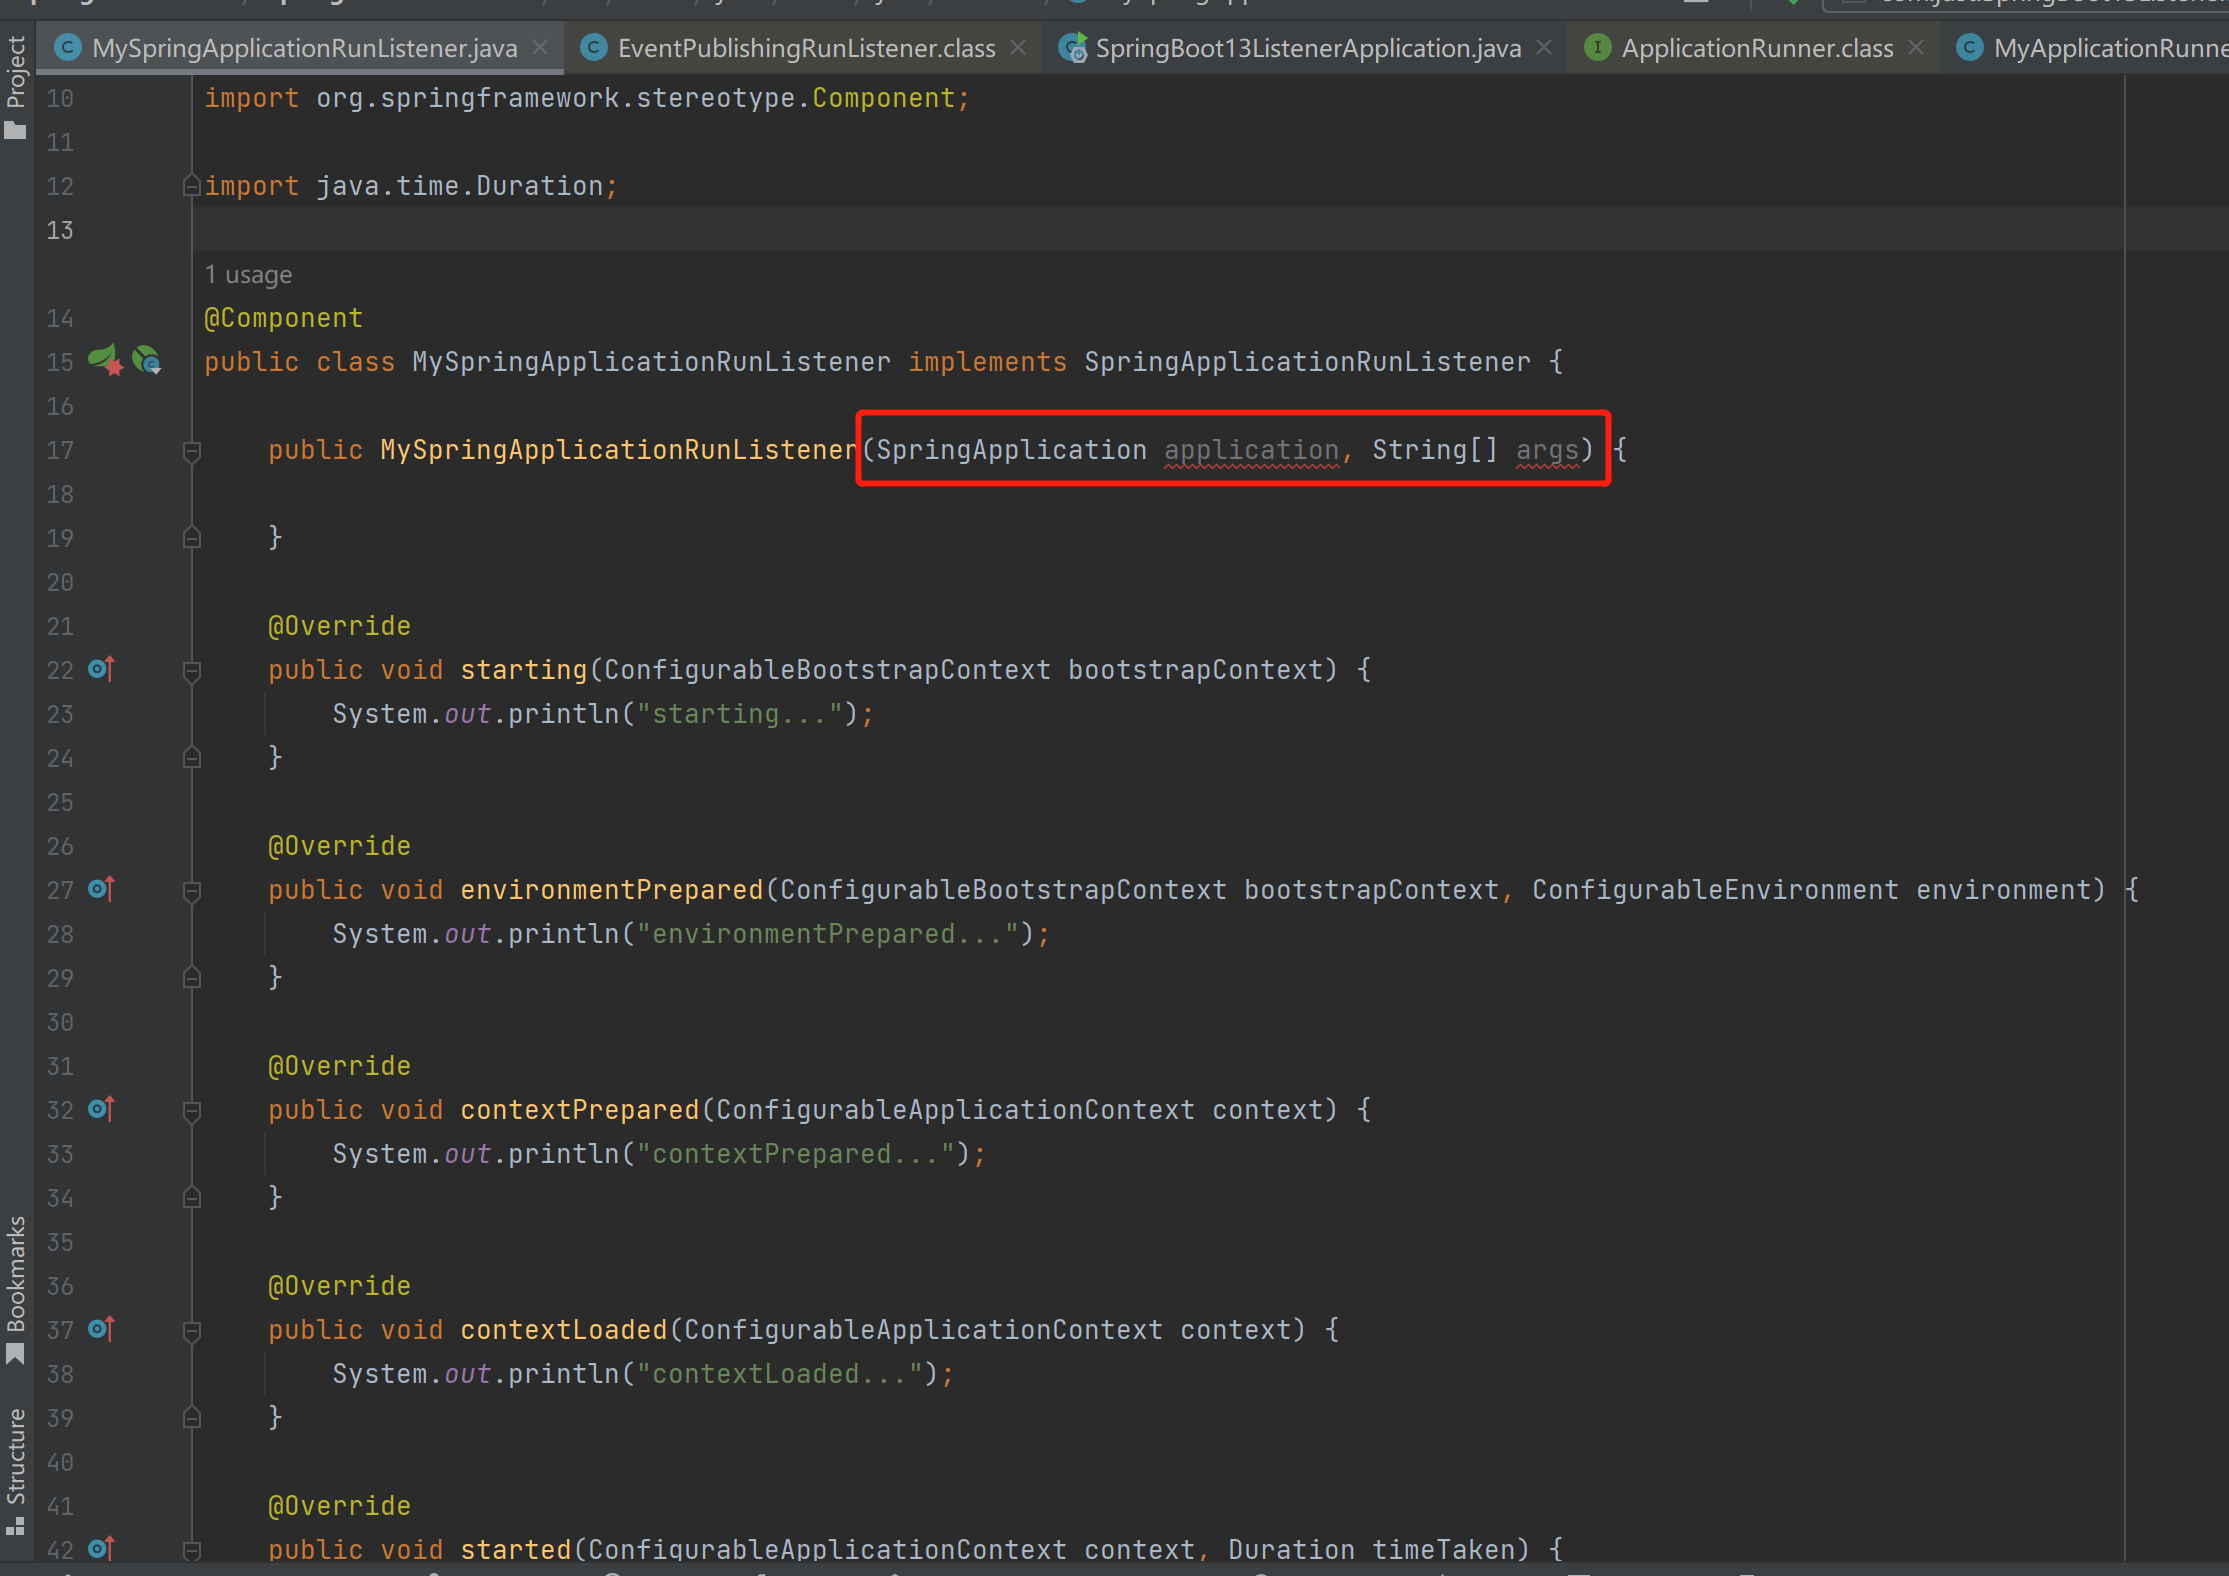 MySpringApplicationRunListener.java EventPublishingRunListener.class SpringBoot13ListenerApplication.java ApplicationRunner.class MyApplicationRunne
Project
10 import org.springframework.stereotype.Component;
11
12 import java.time.Duration;
13
1 usage
14 @Component
15 public class MySpringApplicationRunListener implements SpringApplicationRunListener {
16
17 public MySpringApplicationRunListener(SpringApplication application, String[] args) {
18
19 }
20
21 @Override
22 public void starting(ConfigurableBootstrapContext bootstrapContext) {
23 System.out.println("starting...");
24 }
25
26 @Override
27 public void environmentPrepared(ConfigurableBootstrapContext bootstrapContext, ConfigurableEnvironment environment) {
28 System.out.println("environmentPrepared...");
29 }
30
31 @Override
32 public void contextPrepared(ConfigurableApplicationContext context) {
33 System.out.println("contextPrepared...");
34 }
35
36 @Override
37 public void contextLoaded(ConfigurableApplicationContext context) {
38 System.out.println("contextLoaded...");
39 }
40
41 @Override
42 public void started(ConfigurableApplicationContext context, Duration timeTaken) {
Bookmarks
Structure